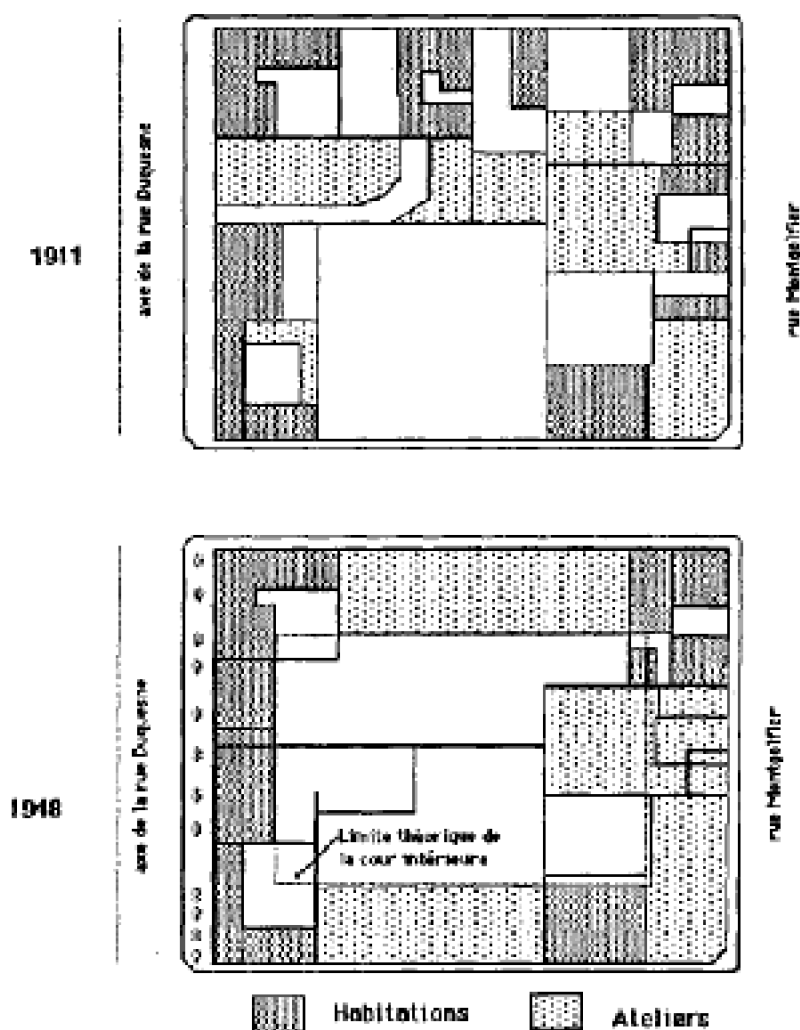 1911
axe de la rue Duquesne
rue Montgolfier
1948
axe de la rue Duquesne
Limite théorique de
la cour intérieure
rue Montgolfier
Habitations
Ateliers